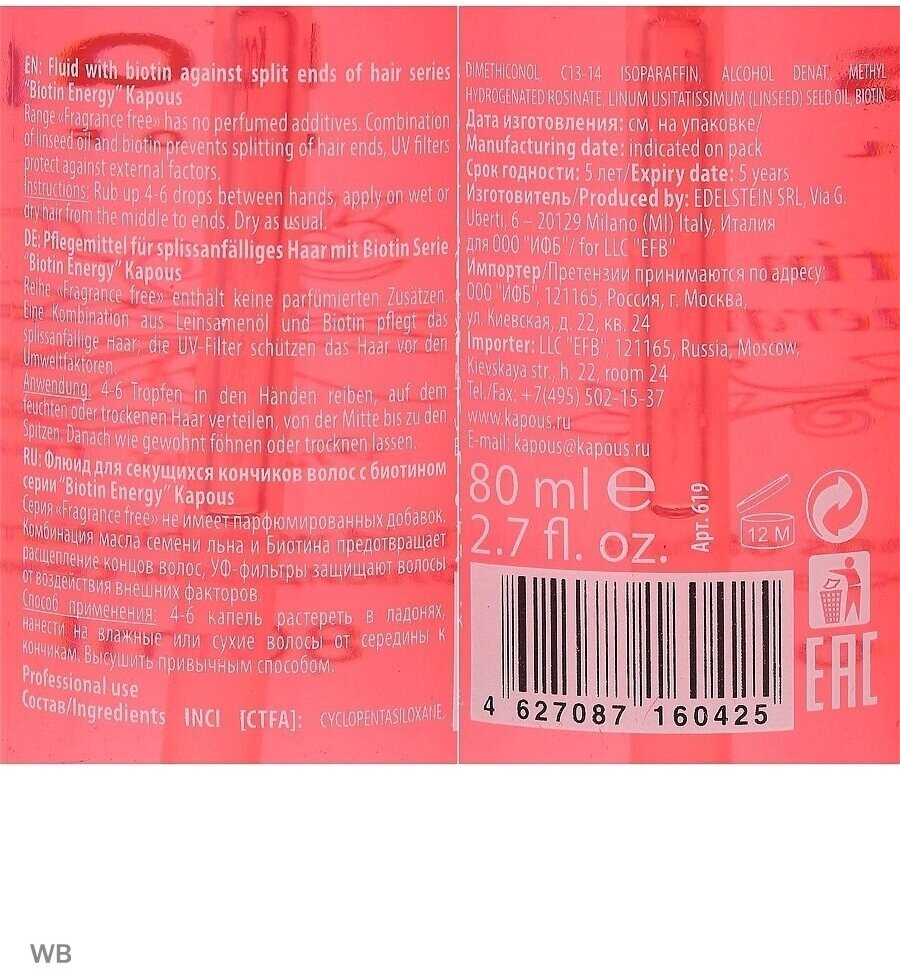 EN: Fluid with biotin against split ends of hair series
"Biotin Energy" Kapous
Range «Fragrance free» has no perfumed additives. Combination
of linseed oil and biotin prevents splitting of hair ends, UV filters
protect against external factors.
Instructions: Rub up 4-6 drops between hands, apply on wet or
dry hair from the middle to ends. Dry as usual.
DE: Pflegemittel für splissanfälliges Haar mit Biotin Serie
"Biotin Energy" Kapous
Reihe «Fragrance free» enthält keine parfümierten Zusätzen.
Eine Kombination aus Leinsamenöl und Biotin pflegt das
splissanfällige Haar; die UV-Filter schützen das Haar vor den
Umweltfaktoren.
Anwendung: 4-6 Tropfen in den Händen reiben, auf dem
feuchten oder trockenen Haar verteilen, von der Mitte bis zu den
Spitzen. Danach wie gewohnt föhnen oder trocknen lassen.
RU: Флюид для секущихся кончиков волос с биотином
серии "Biotin Energy" Kapous
Серия «Fragrance free» не имеет парфюмированных добавок.
Комбинация масла семени льна и Биотина предотвращает
расщепление концов волос, УФ-фильтры защищают волосы
от воздействия внешних факторов.
Способ применения: 4-6 капель растереть в ладонях,
нанести на влажные или сухие волосы от середины к
кончикам. Высушить привычным способом.
Professional use
Состав/Ingredients INCI [CTFA]: CYCLOPENTASILOXANE,
DIMETHICONOL, C13-14 ISOPARAFFIN, ALCOHOL DENAT., METHYL
HYDROGENATED ROSINATE, LINUM USITATISSIMUM (LINSEED) SEED OIL, BIOTIN
Дата изготовления: см. на упаковке/
Manufacturing date: indicated on pack
Срок годности: 5 лет/Expiry date: 5 years
Изготовитель/Produced by: EDELSTEIN SRL, Via G.
Uberti, 6 – 20129 Milano (MI) Italy, Италия
для ООО "ИФБ"/ for LLC "EFB"
Импортер/Претензии принимаются по адресу:
ООО "ИФБ", 121165, Россия, г. Москва,
ул. Киевская, д. 22, кв. 24
Importer: LLC "EFB", 121165, Russia, Moscow,
Kievskaya str., h. 22, room 24
Tel./Fax: +7(495) 502-15-37
www.kapous.ru
E-mail: kapous@kapous.ru
80 ml e
2.7 fl. oz.
Арт. 619
12 M
EAC
4 627087 160425
WB